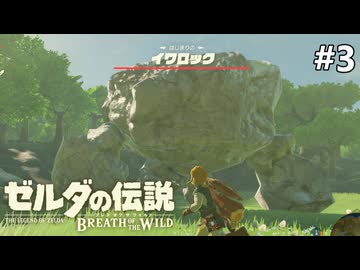 はじまりの
イワロック
#3
ゼルダの伝説
ブレス オブ ザ ワイルド
THE LEGEND OF ZELDA
BREATH OF THE WILD